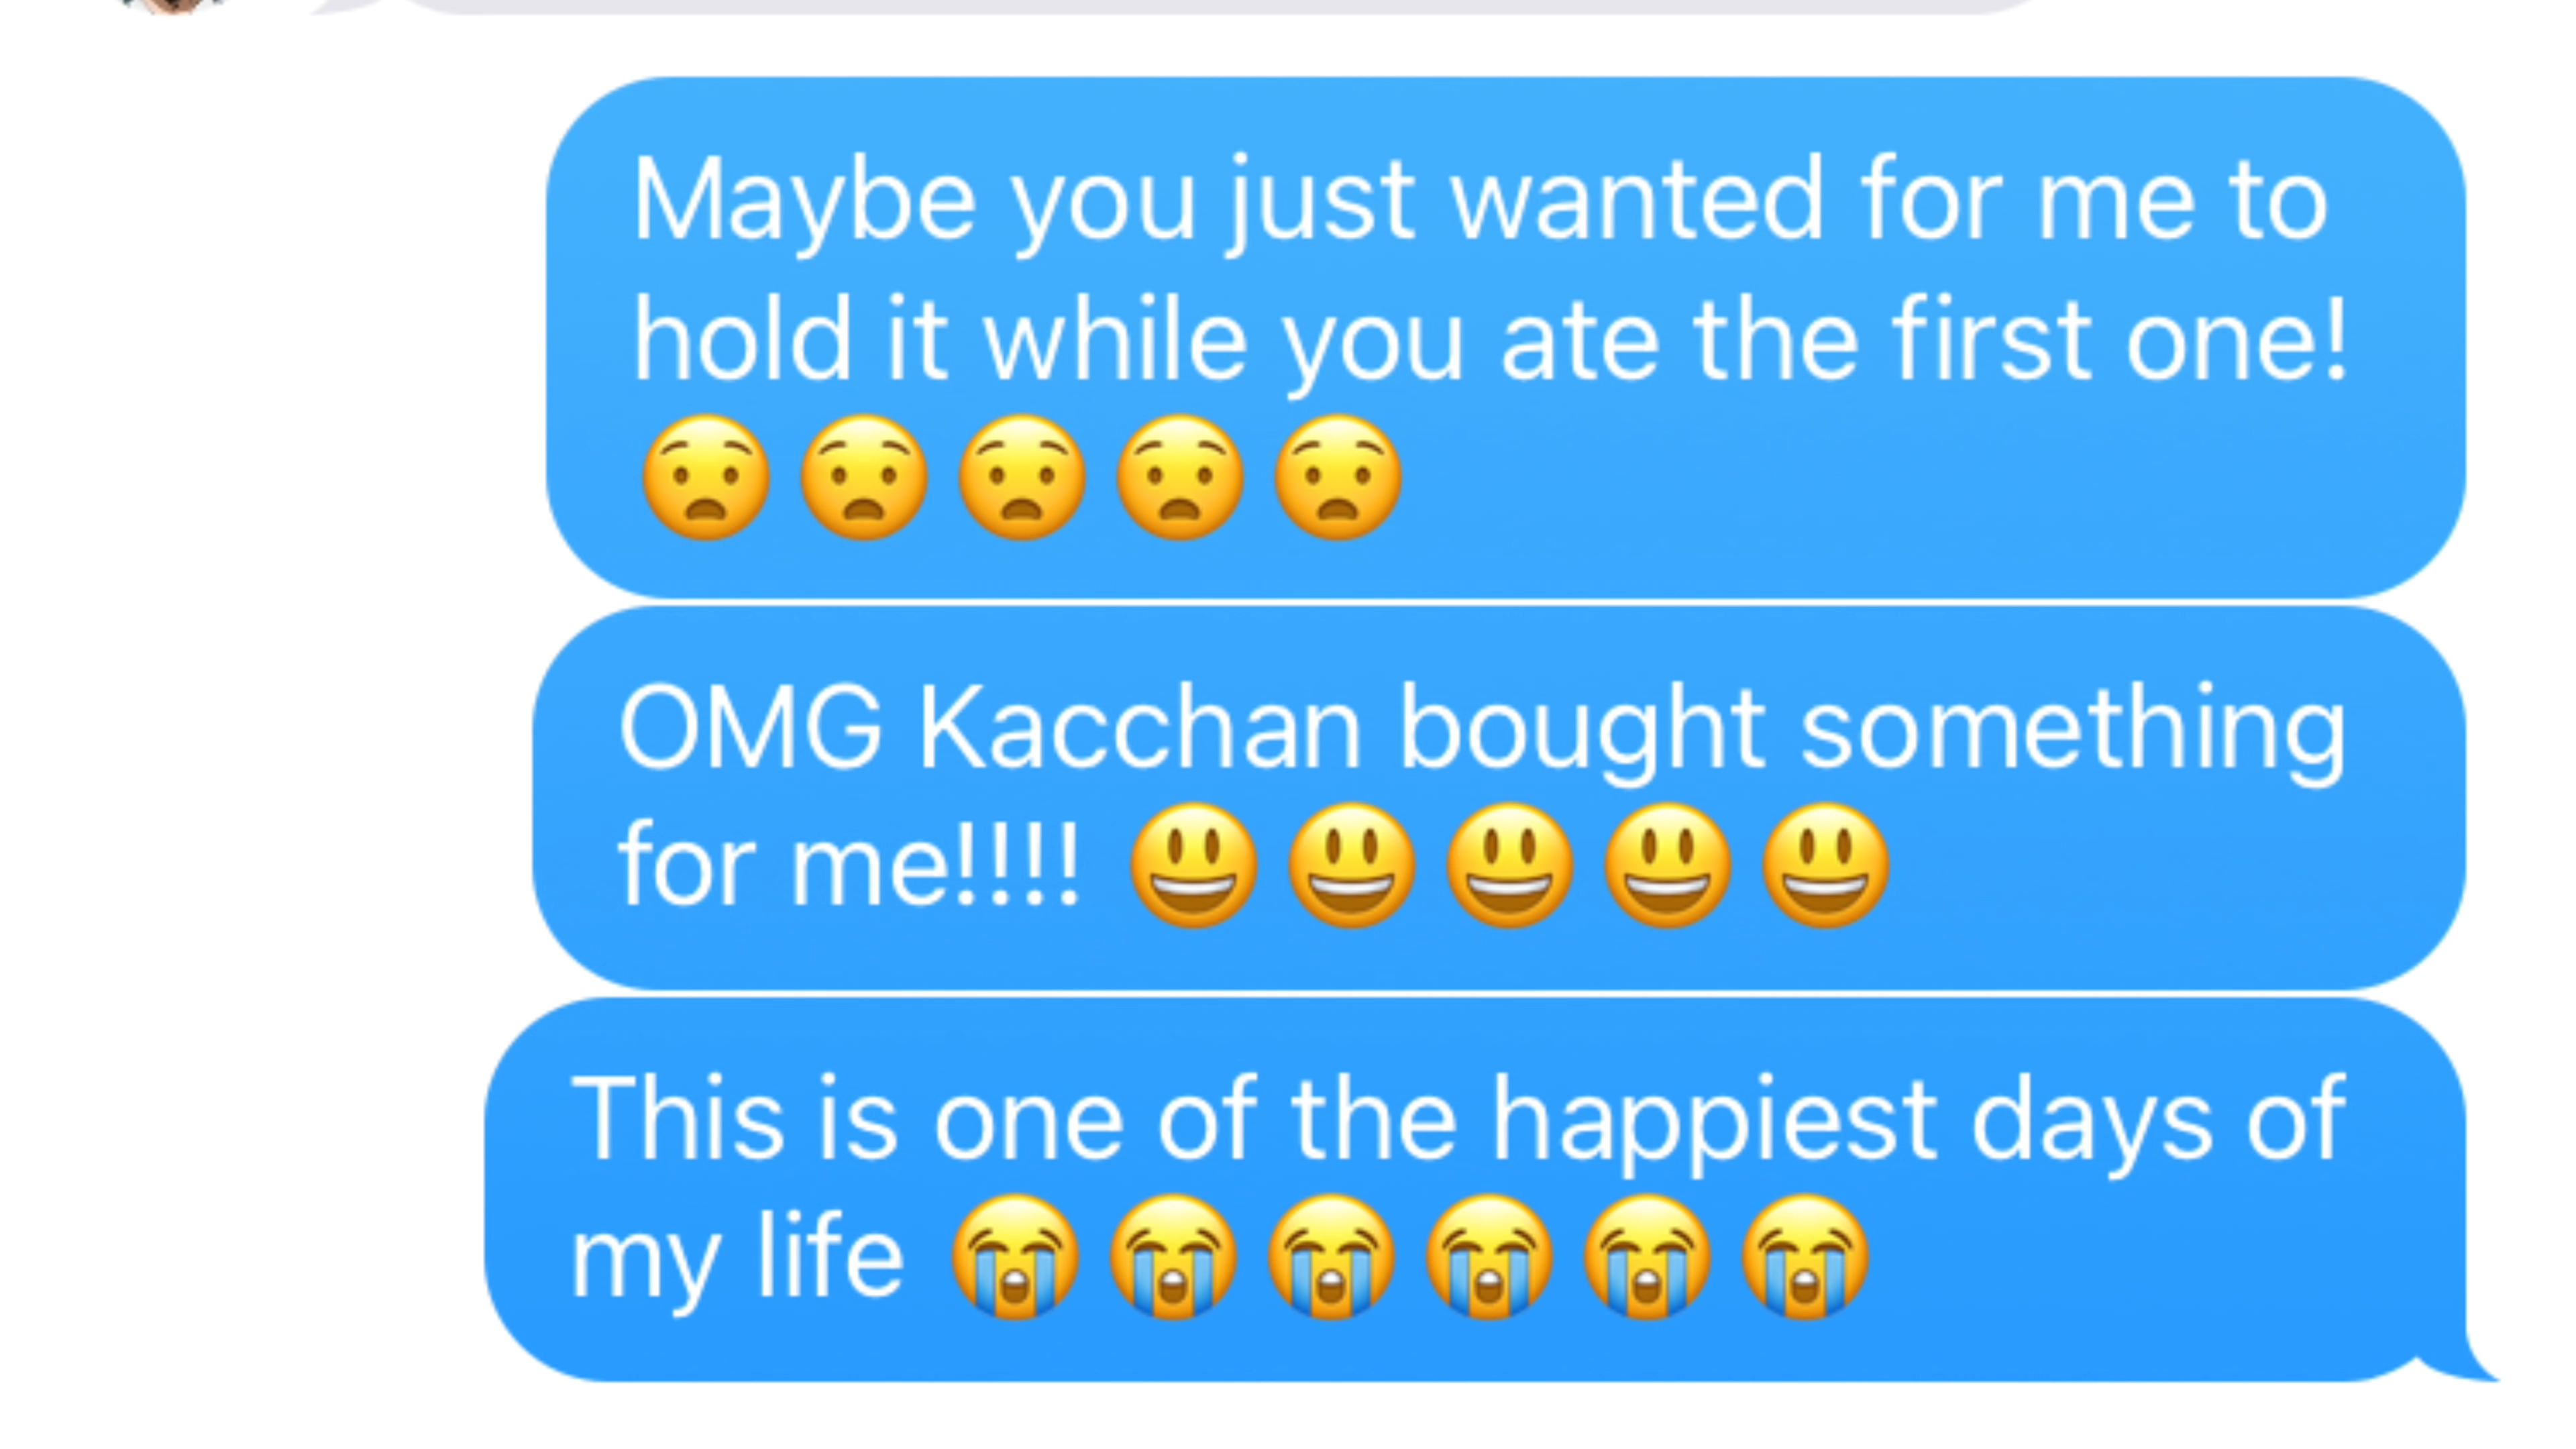 Maybe you just wanted for me to
hold it while you ate the first one!
😧😧😧😧😧
OMG Kacchan bought something
for me!!!! 😃😃😃😃😃
This is one of the happiest days of
my life 😭😭😭😭😭😭